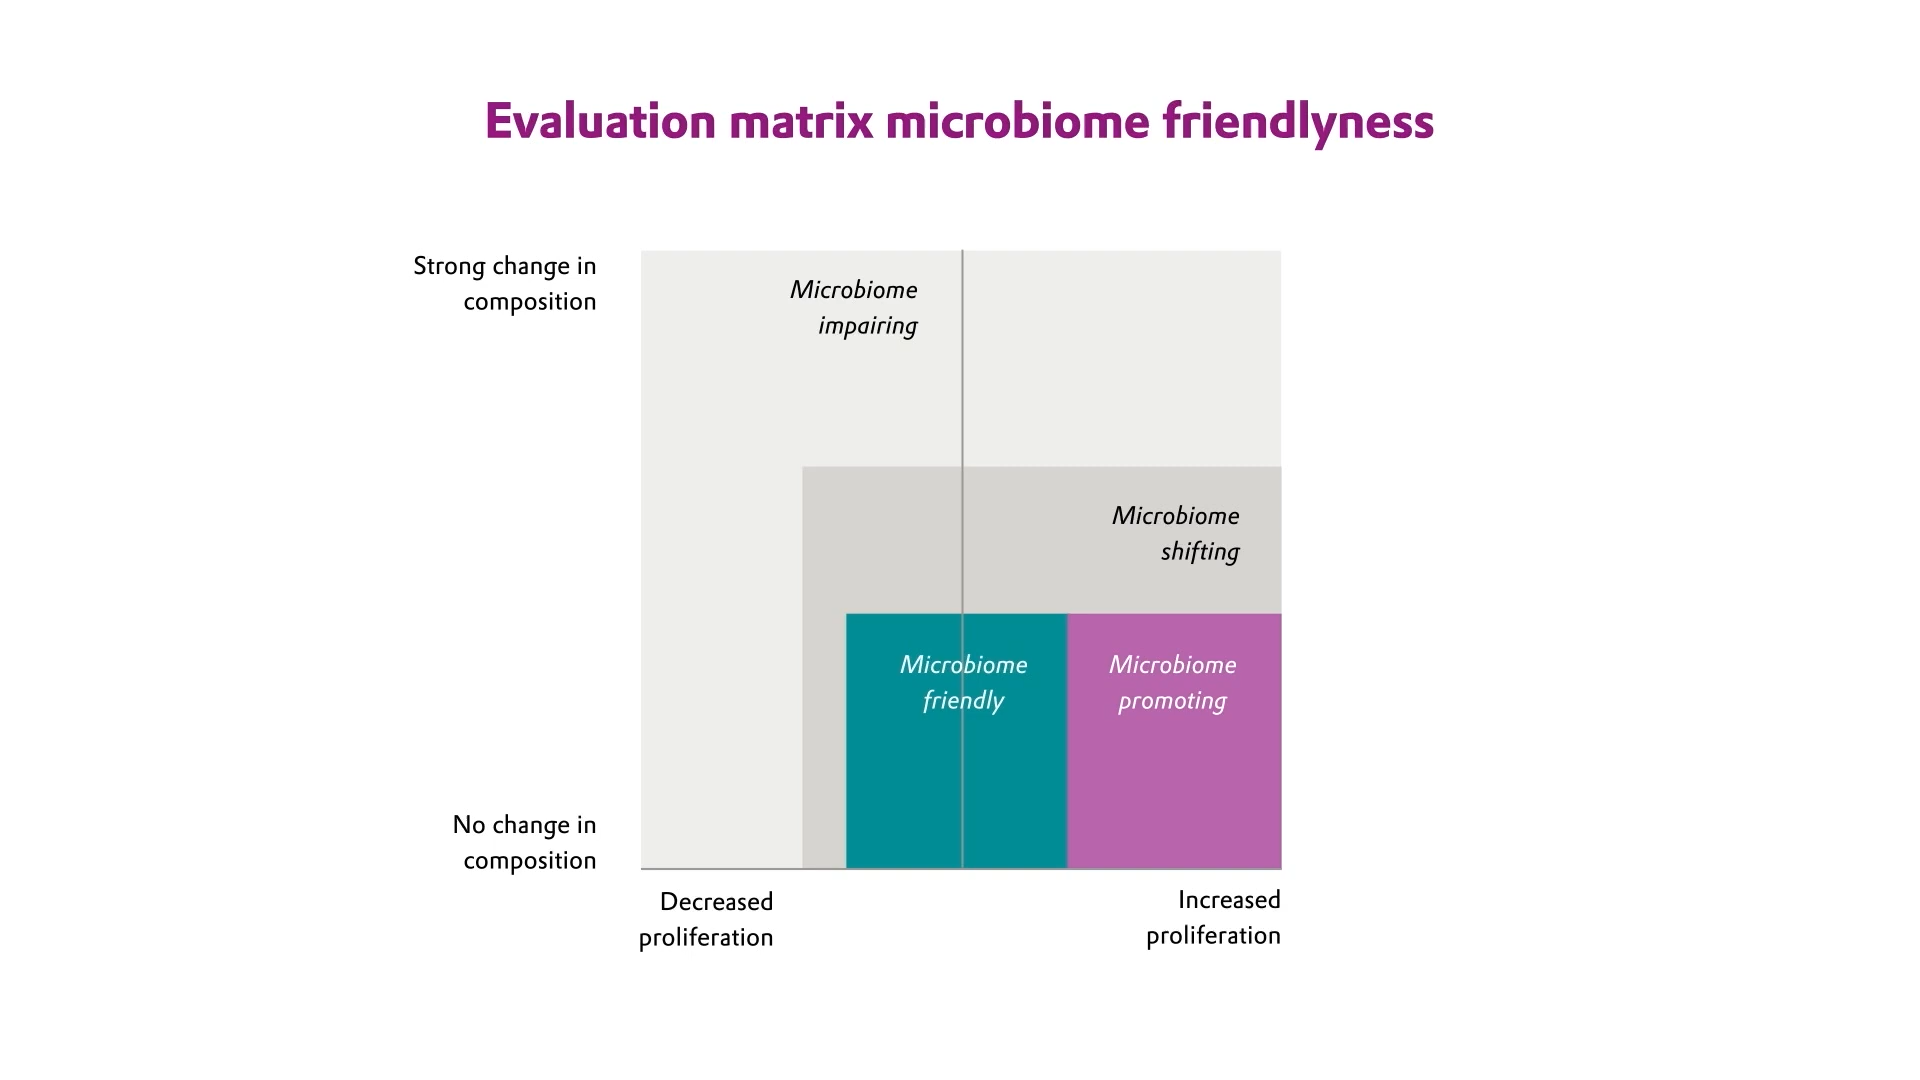 Evaluation matrix microbiome friendlyness
Strong change in
composition
Microbiome
impairing
Microbiome
shifting
Microbiome
friendly
Microbiome
promoting
No change in
composition
Decreased
proliferation
Increased
proliferation